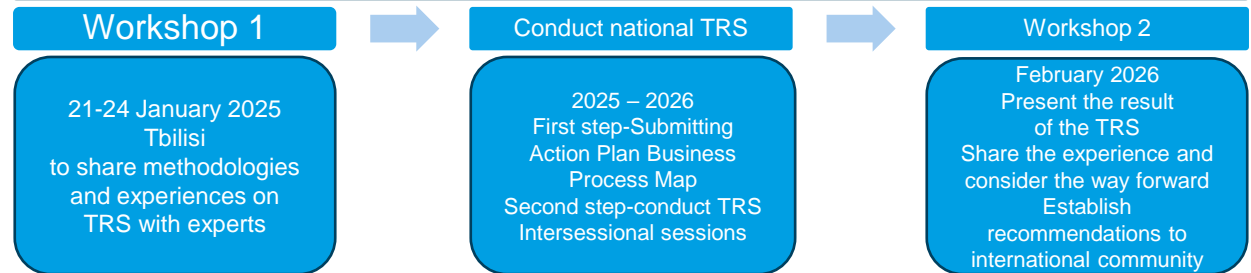 Workshop 1
21-24 January 2025
Tbilisi
to share methodologies
and experiences on
TRS with experts
Conduct national TRS
2025 – 2026
First step-Submitting
Action Plan Business
Process Map
Second step-conduct TRS
Intersessional sessions
Workshop 2
February 2026
Present the result
of the TRS
Share the experience and
consider the way forward
Establish
recommendations to
international community